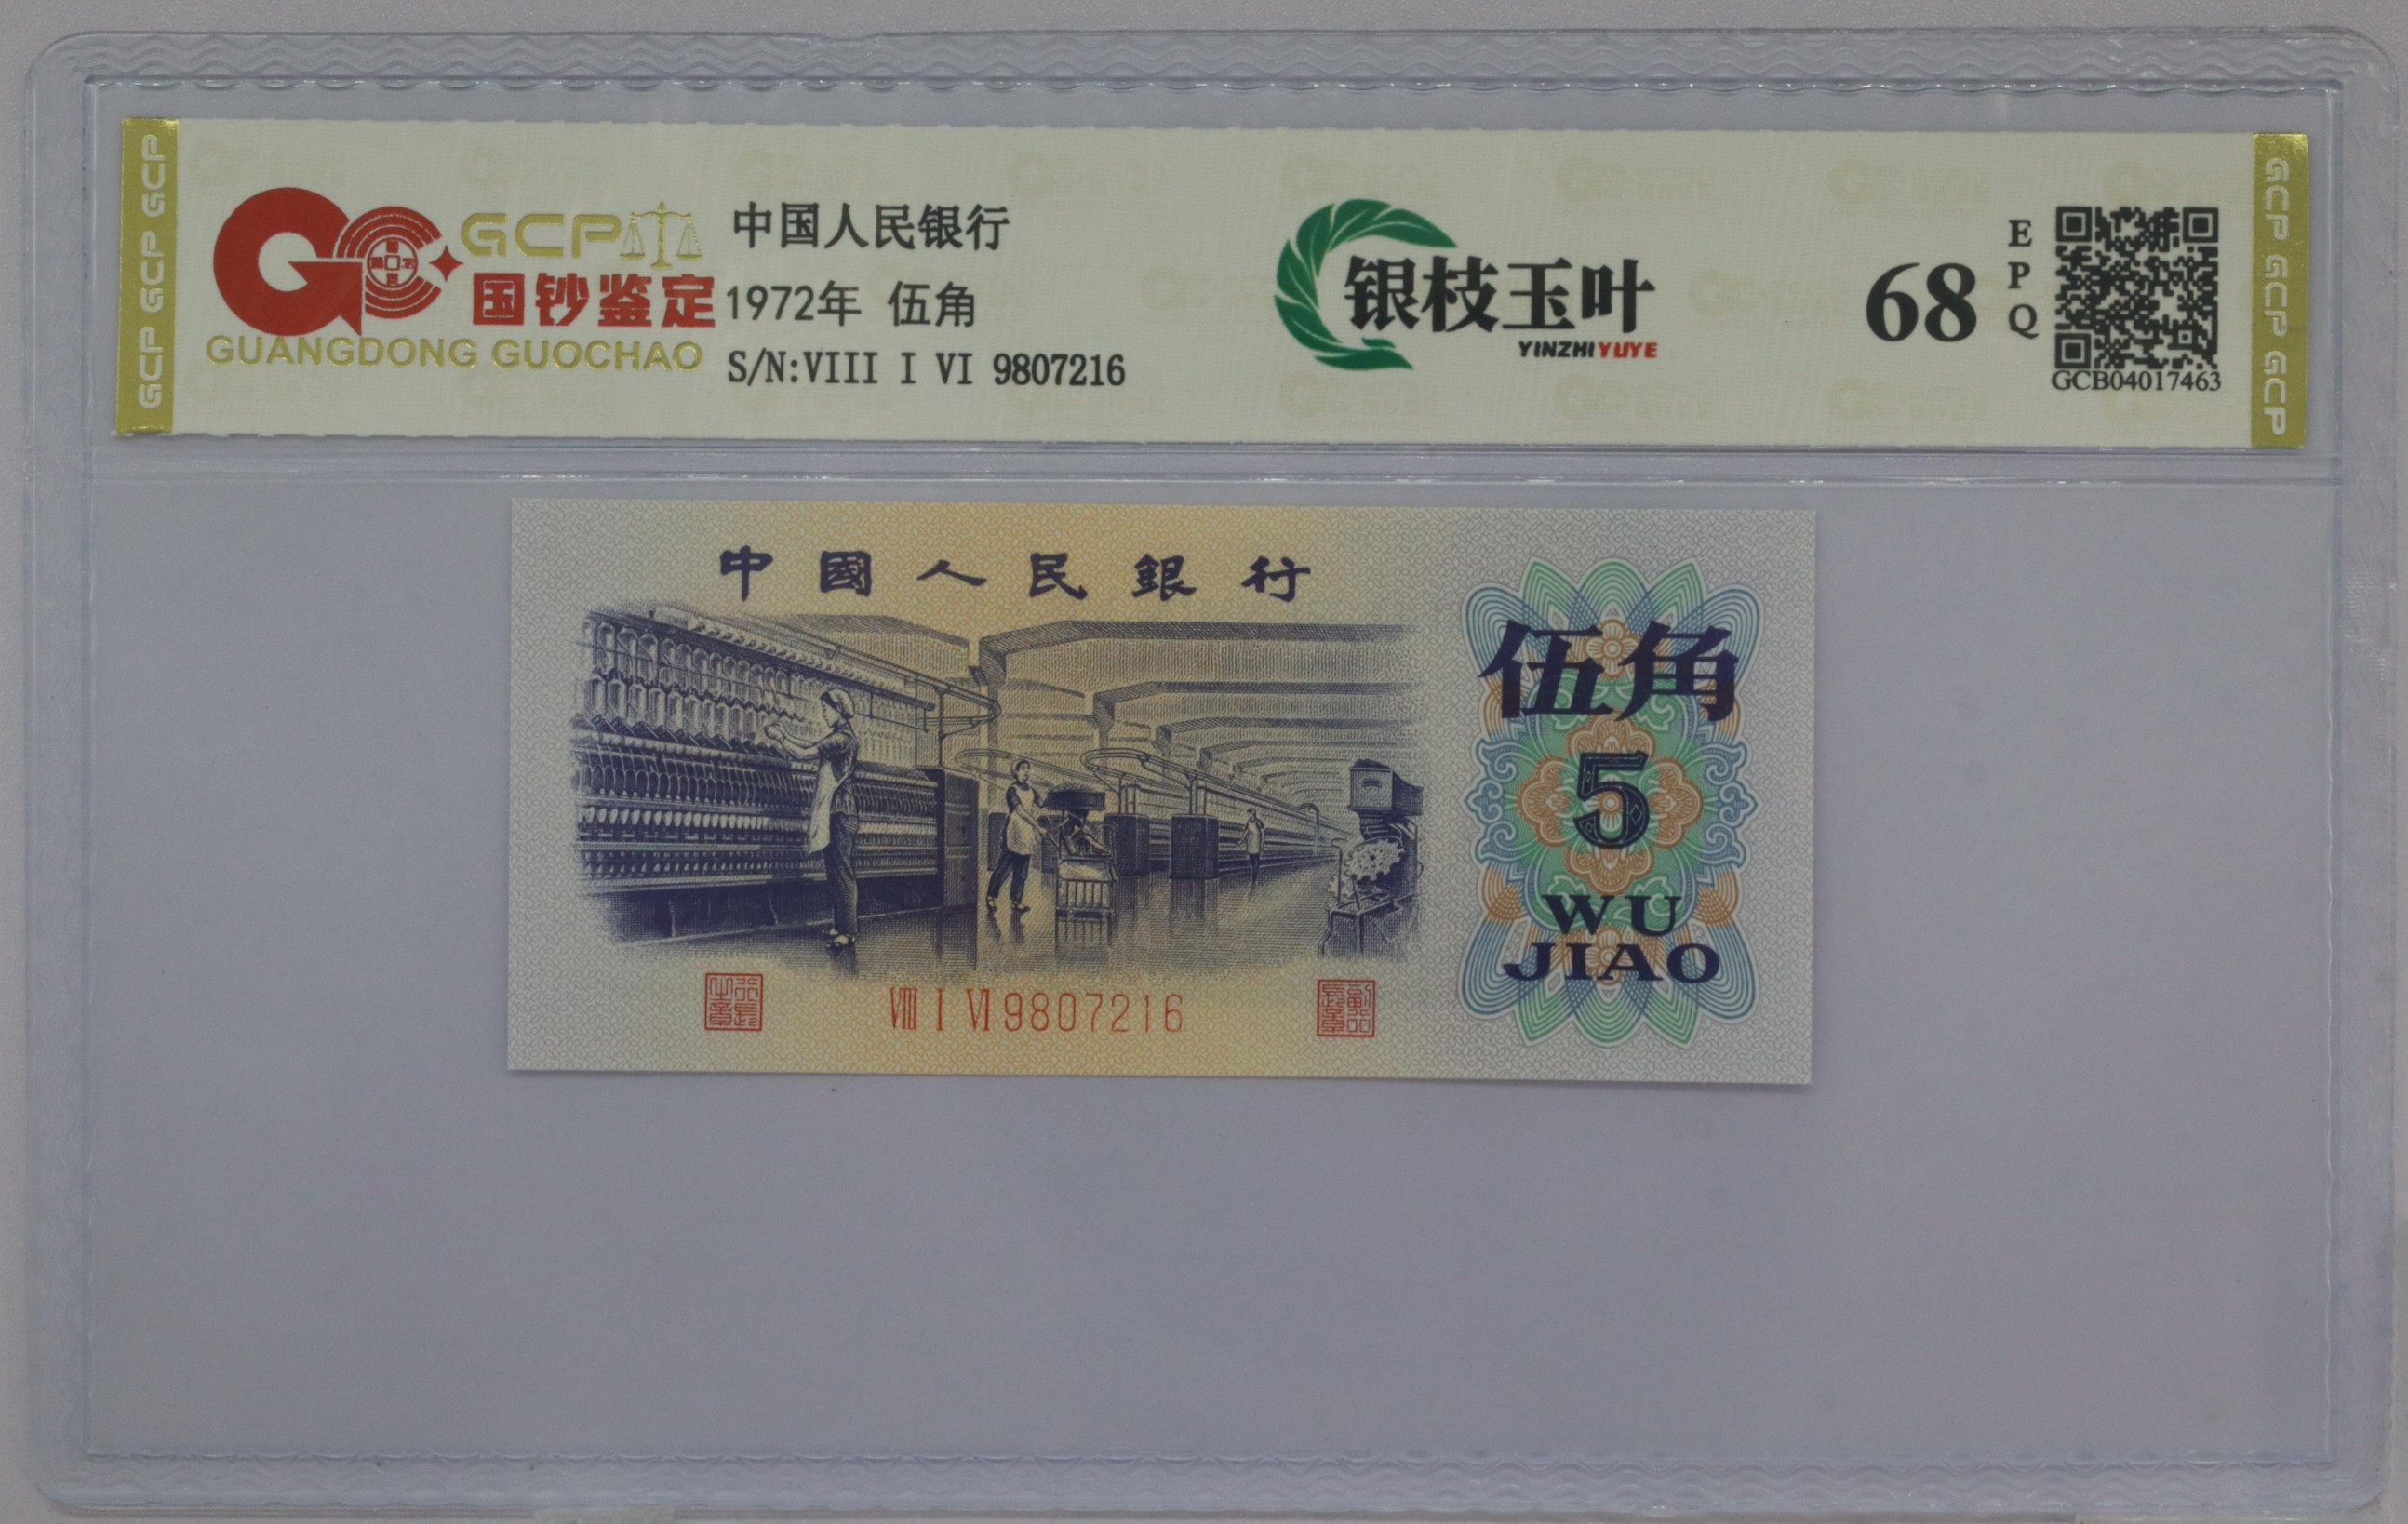 GCP GCP GCP
GCP
国钞鉴定
GUANGDONG GUOCHAO
中国人民银行
1972年 伍角
S/N:VIII I VI 9807216
银枝玉叶
YINZHIYUYE
68
EPQ
GCB04017463
GCP GCP GCP
中國人民銀行
伍角
5
WU
JIAO
VIII I VI 9807216